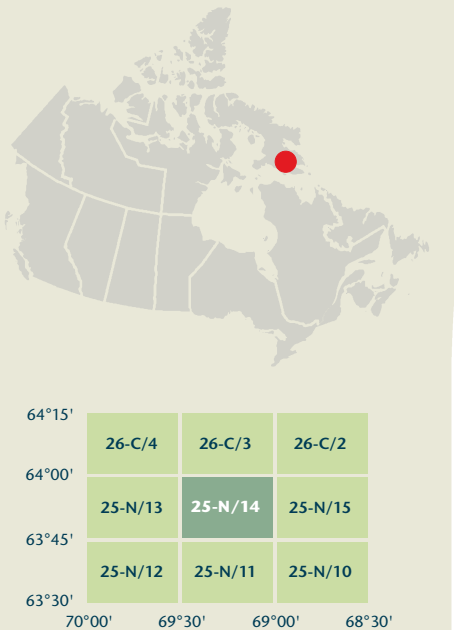 64°15'
26-C/4 26-C/3 26-C/2
64°00'
25-N/13 25-N/14 25-N/15
63°45'
25-N/12 25-N/11 25-N/10
63°30'
70°00' 69°30' 69°00' 68°30'